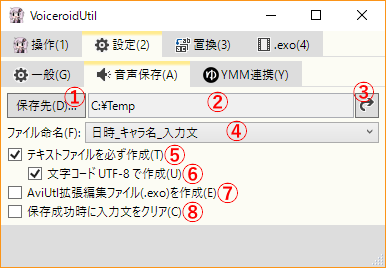 VoiceroidUtil
操作(1) 設定(2) 置換(3) .exo(4)
一般(G) 音声保存(A) ゆ YMM連携(Y)
保存先(D)... ① C:¥Temp ② ③
ファイル命名(F): 日時_キャラ名_入力文 ④
テキストファイルを必ず作成(T) ⑤
文字コード UTF-8 で作成(U) ⑥
AviUtl拡張編集ファイル(.exo)を作成(E) ⑦
保存成功時に入力文をクリア(C) ⑧